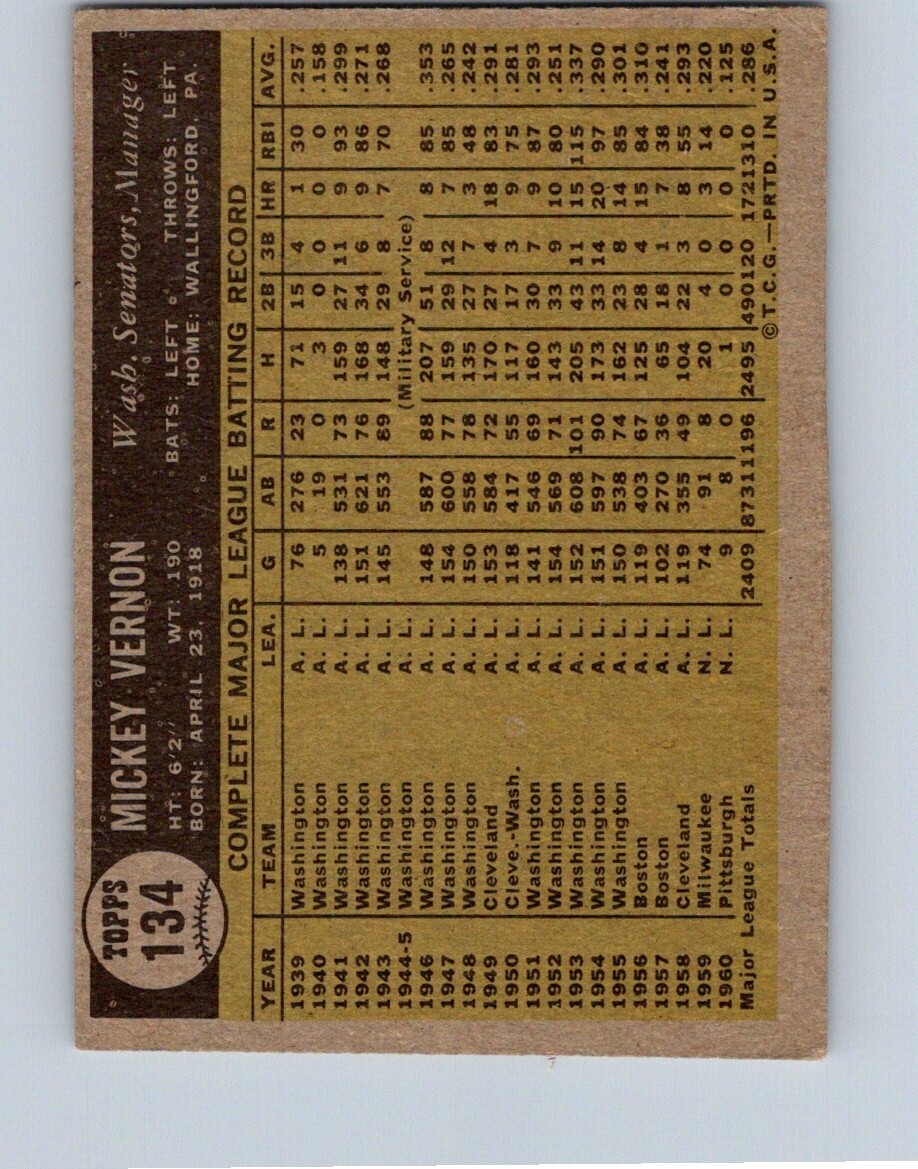 TOPPS
134
MICKEY VERNON Wash. Senators, Manager
HT: 6'2" WT: 190 BATS: LEFT THROWS: LEFT
BORN: APRIL 23, 1918 HOME: WALLINGFORD, PA.
COMPLETE MAJOR LEAGUE BATTING RECORD
YEAR TEAM LEA. G AB R H 2B 3B HR RBI AVG.
1939 Washington A. L. 76 276 23 71 15 4 1 30 .257
1940 Washington A. L. 5 19 0 3 0 0 0 0 .158
1941 Washington A. L. 138 531 73 159 27 11 9 93 .299
1942 Washington A. L. 151 621 76 168 34 6 9 86 .271
1943 Washington A. L. 145 553 89 148 29 8 7 70 .268
1944-5 Washington A. L. (Military Service)
1946 Washington A. L. 148 587 88 207 51 8 8 85 .353
1947 Washington A. L. 154 600 77 159 29 12 7 85 .265
1948 Washington A. L. 150 558 78 135 27 7 3 48 .242
1949 Cleveland A. L. 153 584 72 170 27 4 18 83 .291
1950 Cleve.-Wash. A. L. 118 417 55 117 17 3 9 75 .281
1951 Washington A. L. 141 546 69 160 30 7 9 87 .293
1952 Washington A. L. 154 569 71 143 33 9 10 80 .251
1953 Washington A. L. 152 608 101 205 43 11 15 115 .337
1954 Washington A. L. 151 597 90 173 33 14 20 97 .290
1955 Washington A. L. 150 538 74 162 23 8 14 85 .301
1956 Boston A. L. 119 403 67 125 28 4 15 84 .310
1957 Boston A. L. 102 270 36 65 18 1 7 38 .241
1958 Cleveland A. L. 119 355 49 104 22 3 8 55 .293
1959 Milwaukee N. L. 74 91 8 20 4 0 3 14 .220
1960 Pittsburgh N. L. 9 8 0 1 0 0 0 0 .125
Major League Totals 2409 8731 1196 2495 490 120 172 1310 .286
©T.C.G.—PRTD. IN U.S.A.